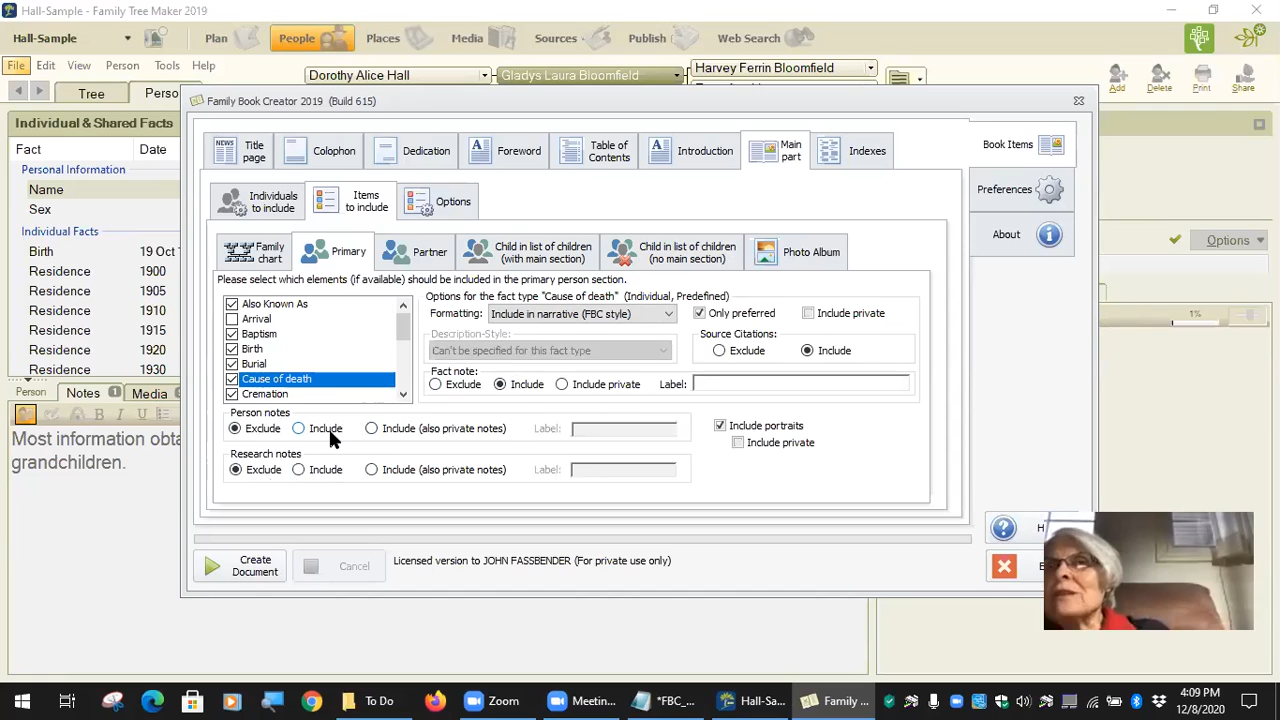 Hall-Sample - Family Tree Maker 2019
Hall-Sample Plan People Places Media Sources Publish Web Search
File Edit View Person Tools Help
Dorothy Alice Hall Gladys Laura Bloomfield Harvey Ferrin Bloomfield
Add Delete Print Share
Tree Perso
Individual & Shared Facts
Fact Date
Personal Information
Name
Sex
Individual Facts
Birth 19 Oct
Residence 1900
Residence 1905
Residence 1910
Residence 1915
Residence 1920
Residence 1930
Person Notes 1 Media
B I U
Most information obta
grandchildren.
Options
1%
Family Book Creator 2019 (Build 615)
NEWS Title page
Coloph
Dedication
A Foreword
Table of Contents
A Introduction
Main part
Indexes
Book Items
Preferences
About
Individuals to include
Items to include
Options
Family chart
Primary
Partner
Child in list of children (with main section)
Child in list of children (no main section)
Photo Album
Please select which elements (if available) should be included in the primary person section.
Also Known As
Arrival
Baptism
Birth
Burial
Cause of death
Cremation
Options for the fact type "Cause of death" (Individual, Predefined)
Formatting: Include in narrative (FBC style) Only preferred Include private
Description-Style:
Can't be specified for this fact type
Source Citations:
Exclude Include
Fact note:
Exclude Include Include private Label:
Person notes
Exclude Include Include (also private notes) Label:
Research notes
Exclude Include Include (also private notes) Label:
Include portraits
Include private
Create Document
Cancel
Licensed version to JOHN FASSBENDER (For private use only)
H
E
To Do Zoom Meetin... *FBC_... Hall-Sa... Family ...
4:09 PM
12/8/2020